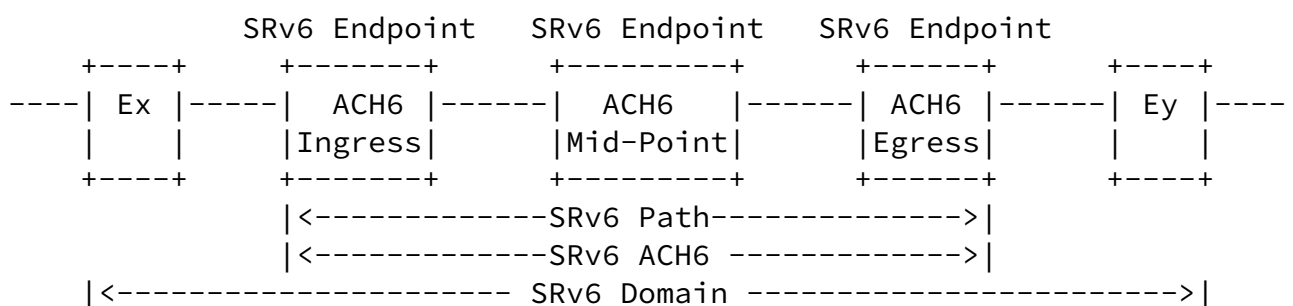 SRv6 Endpoint   SRv6 Endpoint   SRv6 Endpoint
+----+     +-------+      +---------+      +------+      +----+
----| Ex |-----|  ACH6 |------|  ACH6   |------| ACH6 |------| Ey |----
|    |     |Ingress|      |Mid-Point|      |Egress|      |    |
+----+     +-------+      +---------+      +------+      +----+
|<-------------SRv6 Path-------------->|
|<-------------SRv6 ACH6 ------------->|
|<---------------------- SRv6 Domain ------------------------>|